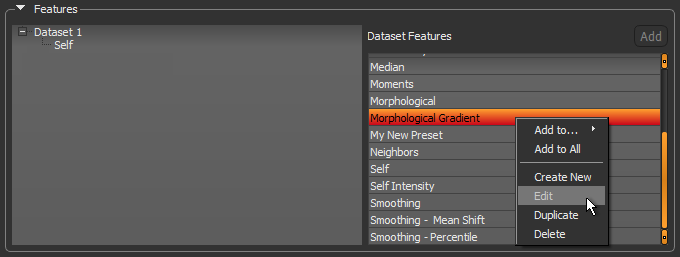 Features
Dataset 1
Self
Dataset Features
Add
Median
Moments
Morphological
Morphological Gradient
My New Preset
Neighbors
Self
Self Intensity
Smoothing
Smoothing - Mean Shift
Smoothing - Percentile
Add to...
Add to All
Create New
Edit
Duplicate
Delete